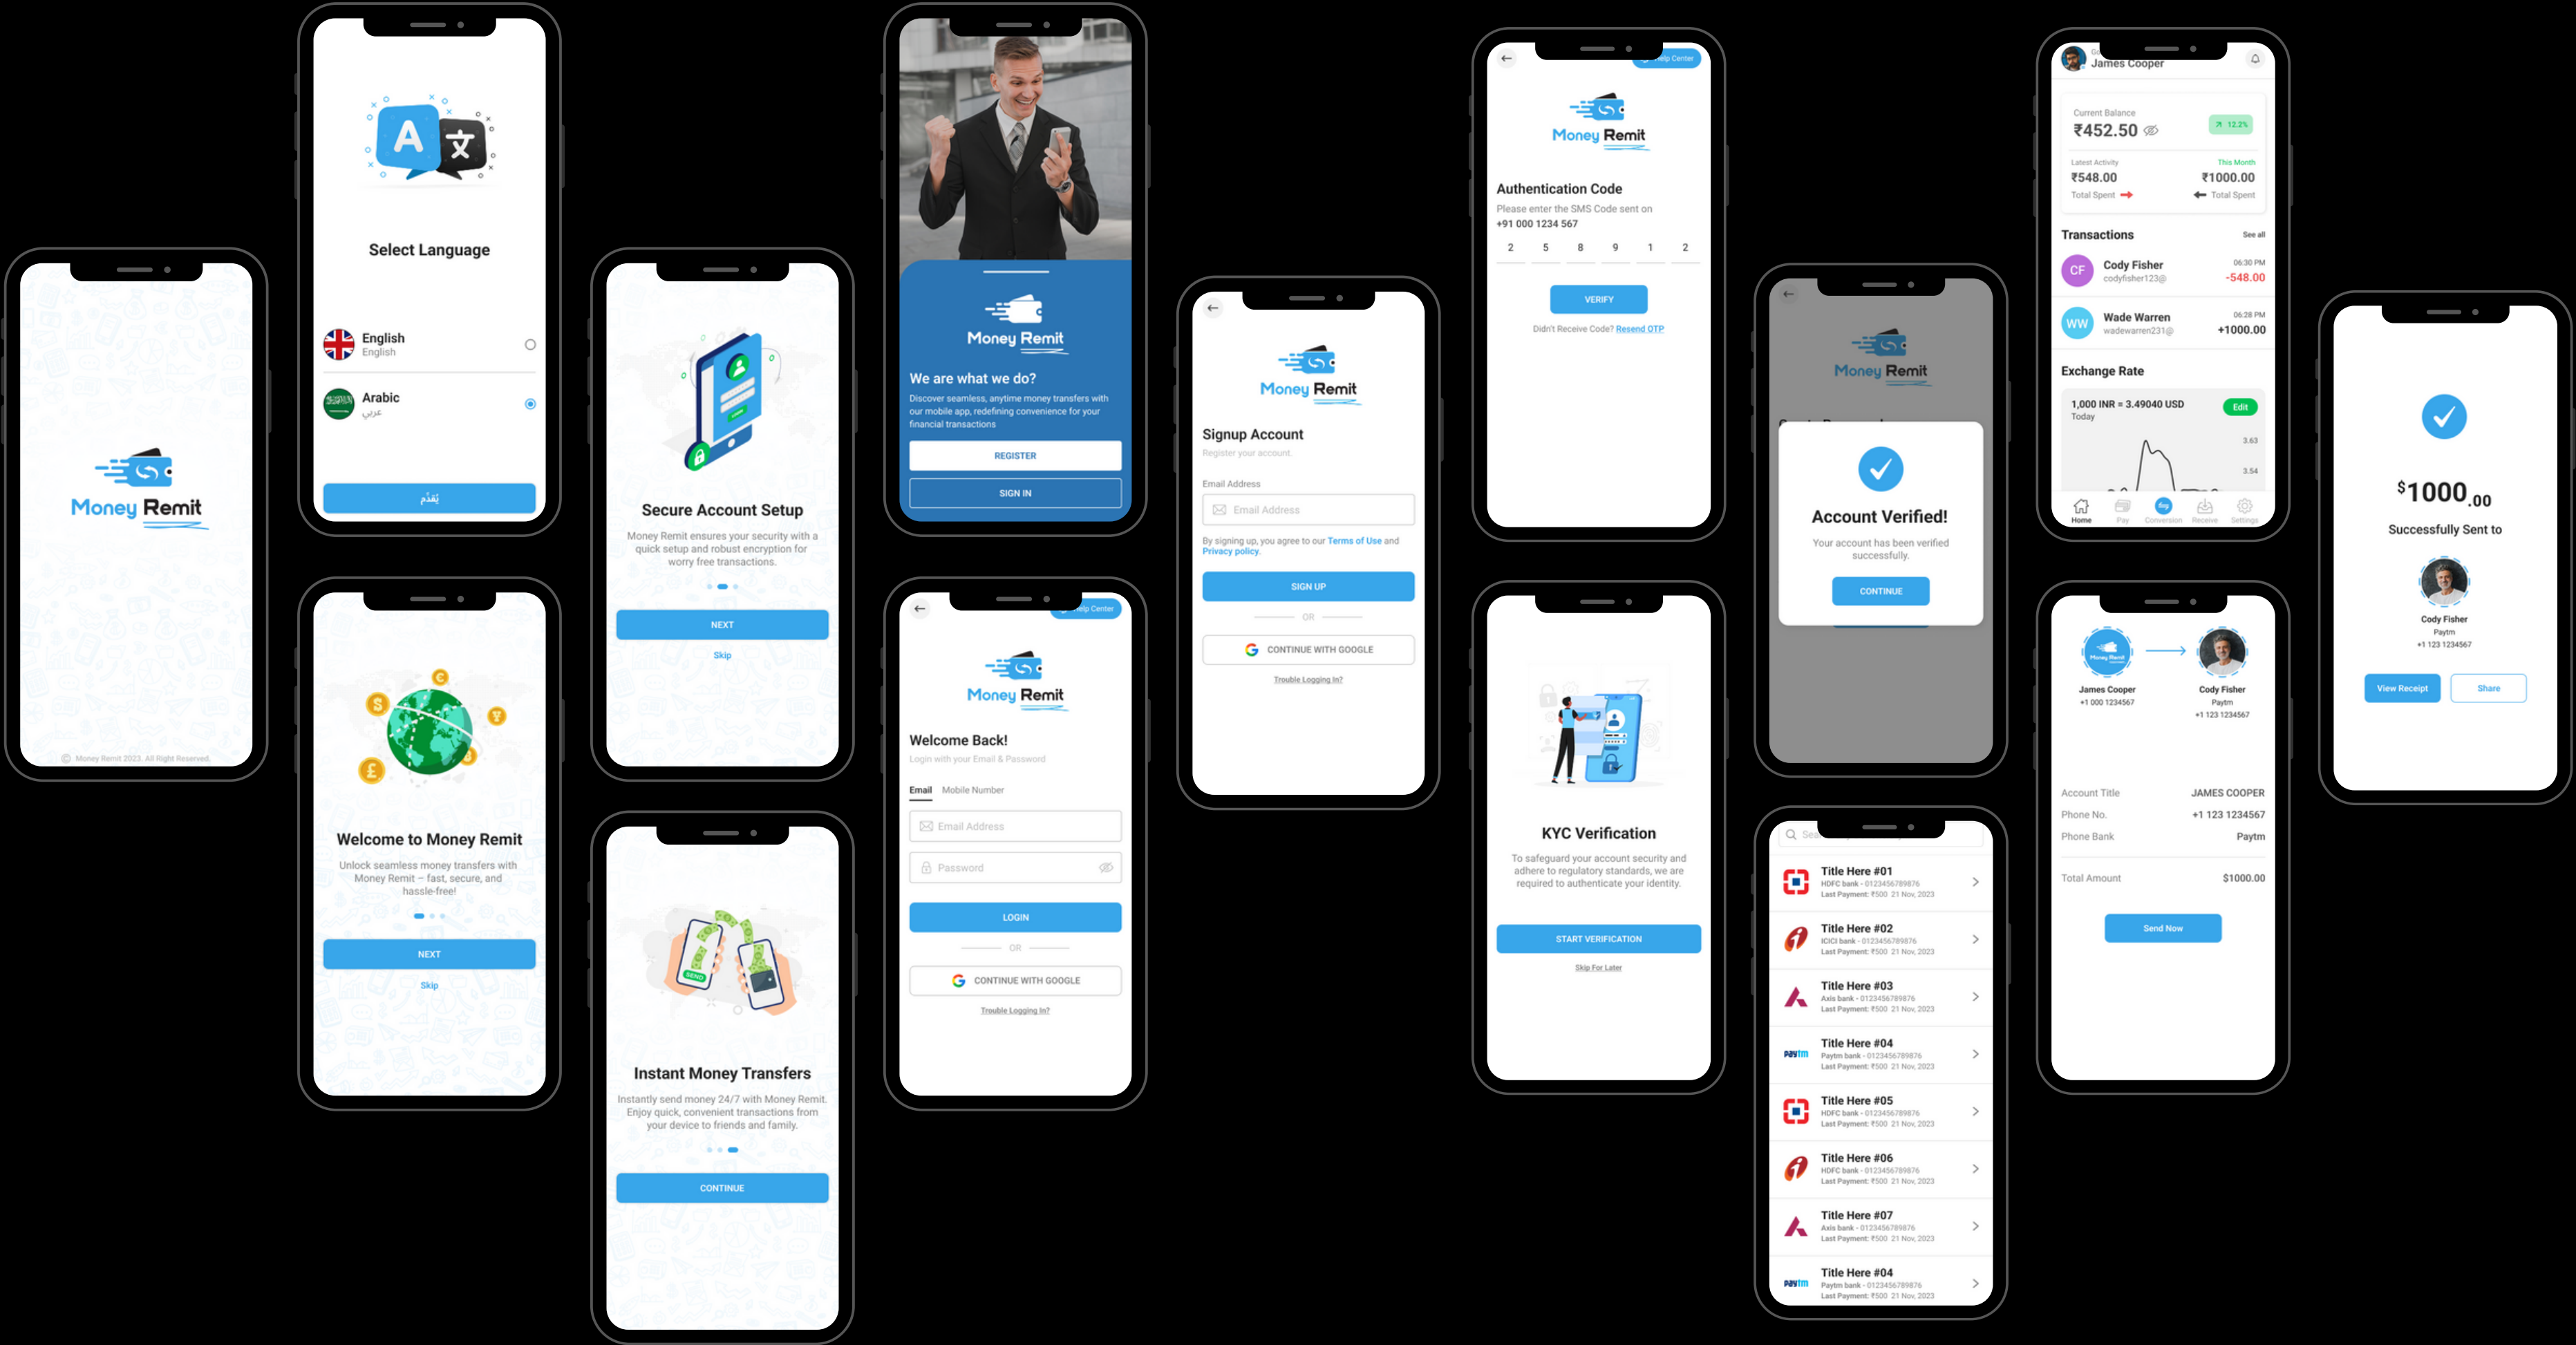 Money Remit
© Money Remit 2023. All Right Reserved.
A 文
Select Language
English
English
Arabic
عربي
يُقدِّم
Welcome to Money Remit
Unlock seamless money transfers with
Money Remit – fast, secure, and
hassle-free!
NEXT
Skip
Secure Account Setup
Money Remit ensures your security with a
quick setup and robust encryption for
worry free transactions.
NEXT
Skip
SEND
Instant Money Transfers
Instantly send money 24/7 with Money Remit.
Enjoy quick, convenient transactions from
your device to friends and family.
CONTINUE
Money Remit
We are what we do?
Discover seamless, anytime money transfers with
our mobile app, redefining convenience for your
financial transactions
REGISTER
SIGN IN
Help Center
Money Remit
Welcome Back!
Login with your Email & Password
Email Mobile Number
Email Address
Password
LOGIN
OR
CONTINUE WITH GOOGLE
Trouble Logging In?
Money Remit
Signup Account
Register your account.
Email Address
Email Address
By signing up, you agree to our Terms of Use and
Privacy policy.
SIGN UP
OR
CONTINUE WITH GOOGLE
Trouble Logging In?
Help Center
Money Remit
Authentication Code
Please enter the SMS Code sent on
+91 000 1234 567
2 5 8 9 1 2
VERIFY
Didn't Receive Code? Resend OTP
KYC Verification
To safeguard your account security and
adhere to regulatory standards, we are
required to authenticate your identity.
START VERIFICATION
Skip For Later
Money Remit
Account Verified!
Your account has been verified
successfully.
CONTINUE
Title Here #01
HDFC bank - 0123456789876
Last Payment: ₹500 21 Nov, 2023
Title Here #02
ICICI bank - 0123456789876
Last Payment: ₹500 21 Nov, 2023
Title Here #03
Axis bank - 0123456789876
Last Payment: ₹500 21 Nov, 2023
paytm
Title Here #04
Paytm bank - 0123456789876
Last Payment: ₹500 21 Nov, 2023
Title Here #05
HDFC bank - 0123456789876
Last Payment: ₹500 21 Nov, 2023
Title Here #06
HDFC bank - 0123456789876
Last Payment: ₹500 21 Nov, 2023
Title Here #07
Axis bank - 0123456789876
Last Payment: ₹500 21 Nov, 2023
paytm
Title Here #04
Paytm bank - 0123456789876
Last Payment: ₹500 21 Nov, 2023
James Cooper
Current Balance
₹452.50
12.2%
Latest Activity This Month
₹548.00 ₹1000.00
Total Spent Total Spent
Transactions See all
CF
Cody Fisher 06:30 PM
codyfisher123@ -548.00
WW
Wade Warren 06:28 PM
wadewarren231@ +1000.00
Exchange Rate
1,000 INR = 3.49040 USD
Today
Edit
3.63
3.54
Home Pay Conversion Receive Settings
Money Remit
James Cooper
+1 000 1234567
Cody Fisher
Paytm
+1 123 1234567
Account Title JAMES COOPER
Phone No. +1 123 1234567
Phone Bank Paytm
Total Amount $1000.00
Send Now
$1000.00
Successfully Sent to
Cody Fisher
Paytm
+1 123 1234567
View Receipt Share